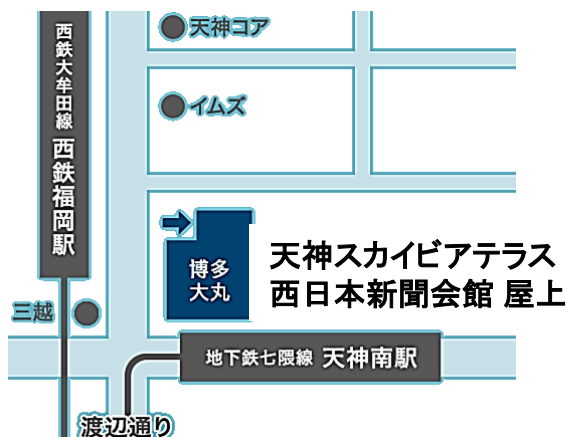 天神コア
西鉄大牟田線 西鉄福岡駅
イムズ
博多
大丸
天神スカイビアテラス
西日本新聞会館 屋上
三越
地下鉄七隈線 天神南駅
渡辺通り